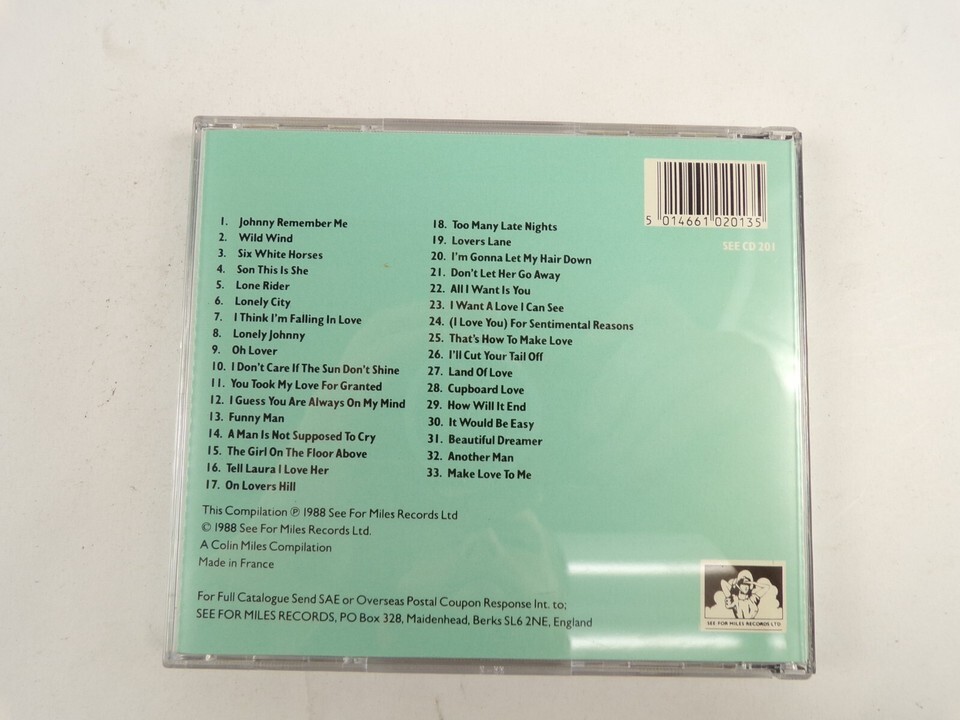 5 014661 020135
SEE CD 201
1. Johnny Remember Me
2. Wild Wind
3. Six White Horses
4. Son This Is She
5. Lone Rider
6. Lonely City
7. I Think I'm Falling In Love
8. Lonely Johnny
9. Oh Lover
10. I Don't Care If The Sun Don't Shine
11. You Took My Love For Granted
12. I Guess You Are Always On My Mind
13. Funny Man
14. A Man Is Not Supposed To Cry
15. The Girl On The Floor Above
16. Tell Laura I Love Her
17. On Lovers Hill
18. Too Many Late Nights
19. Lovers Lane
20. I'm Gonna Let My Hair Down
21. Don't Let Her Go Away
22. All I Want Is You
23. I Want A Love I Can See
24. (I Love You) For Sentimental Reasons
25. That's How To Make Love
26. I'll Cut Your Tail Off
27. Land Of Love
28. Cupboard Love
29. How Will It End
30. It Would Be Easy
31. Beautiful Dreamer
32. Another Man
33. Make Love To Me
This Compilation ℗ 1988 See For Miles Records Ltd
© 1988 See For Miles Records Ltd.
A Colin Miles Compilation
Made in France
For Full Catalogue Send SAE or Overseas Postal Coupon Response Int. to;
SEE FOR MILES RECORDS, PO Box 328, Maidenhead, Berks SL6 2NE, England
SEE FOR MILES RECORDS LTD